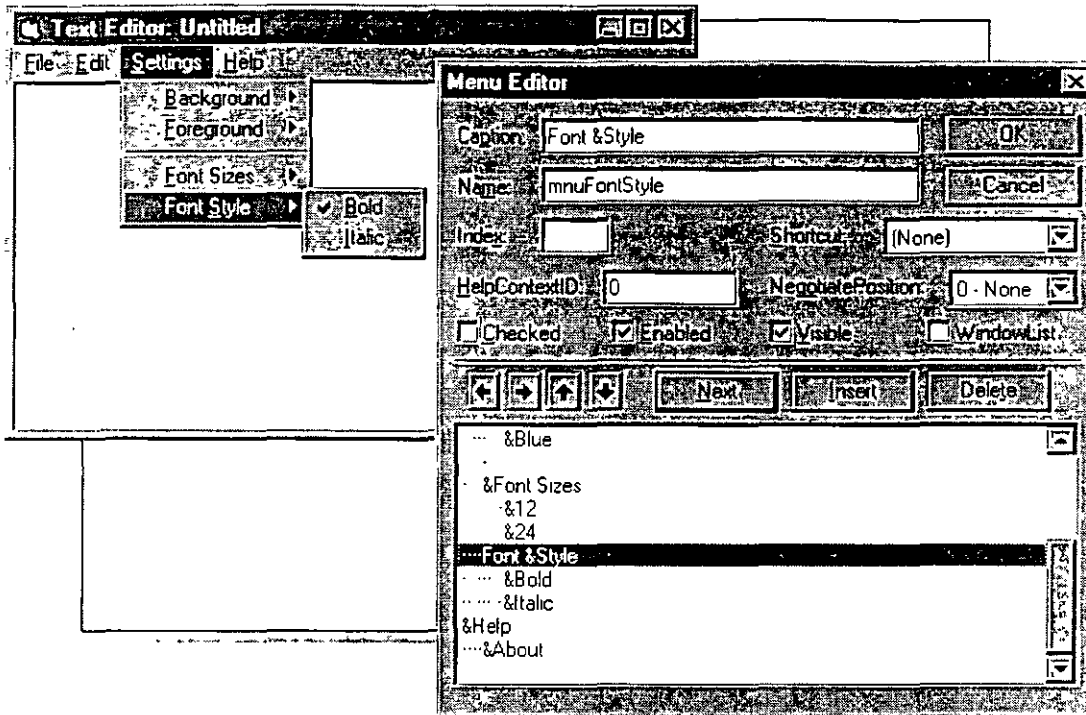 Text Editor: Untitled
File Edit Settings Help
Background
Foreground
Font Sizes
Font Style
Bold
Italic
Menu Editor
Caption: Font &Style OK
Name: mnuFontStyle Cancel
Index: Shortcut: (None)
HelpContextID: 0 NegotiatePosition: 0 - None
Checked Enabled Visible WindowList
Next Insert Delete
···· &Blue
&Font Sizes
&12
&24
····Font &Style
&Bold
&Italic
&Help
····&About